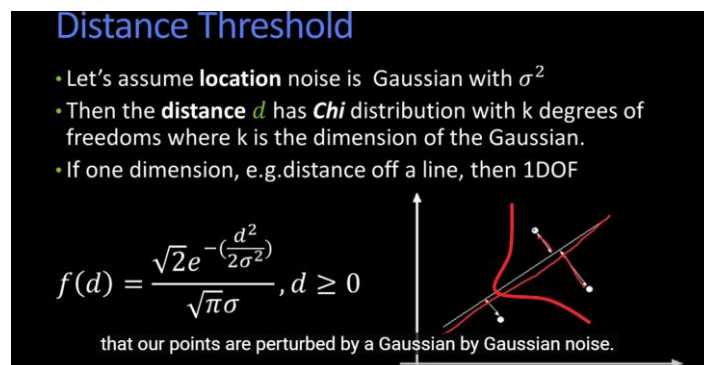 Distance Threshold
• Let’s assume location noise is Gaussian with σ²
• Then the distance d has Chi distribution with k degrees of
freedoms where k is the dimension of the Gaussian.
• If one dimension, e.g.distance off a line, then 1DOF
f(d) = √2e^−(d²/2σ²) / √πσ , d ≥ 0
that our points are perturbed by a Gaussian by Gaussian noise.